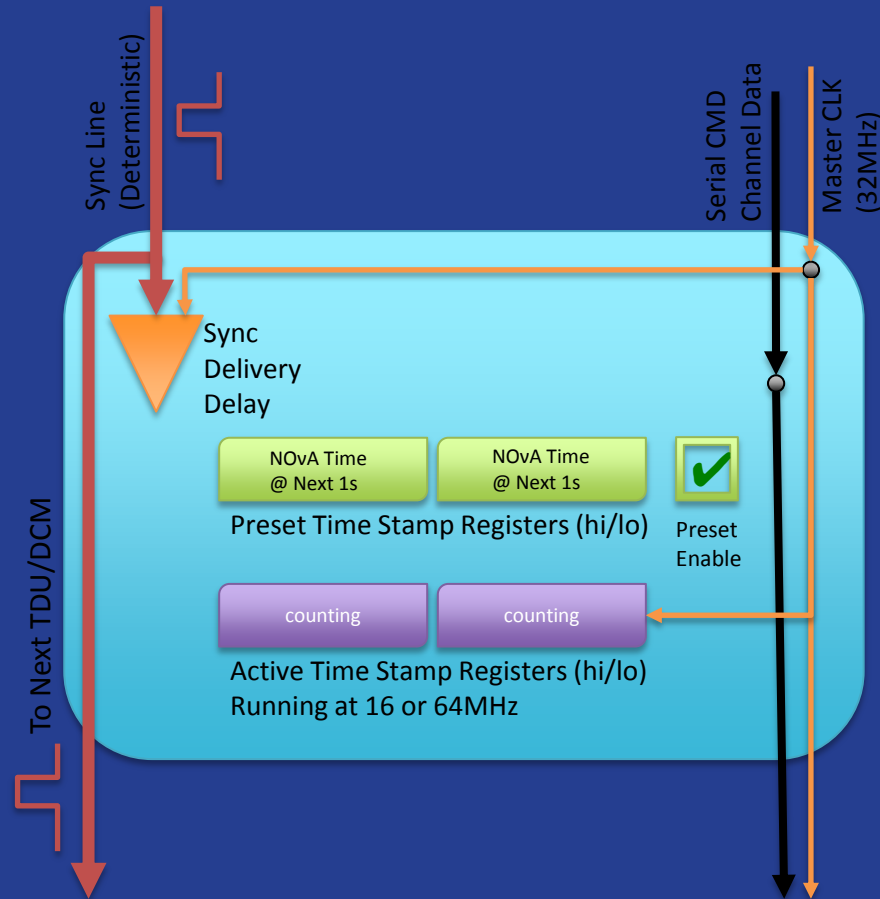 Sync Line
(Deterministic)
Serial CMD
Channel Data
Master CLK
(32MHz)
Sync
Delivery
Delay
NOvA Time
@ Next 1s
NOvA Time
@ Next 1s
Preset Time Stamp Registers (hi/lo)
Preset
Enable
counting
counting
Active Time Stamp Registers (hi/lo)
Running at 16 or 64MHz
To Next TDU/DCM